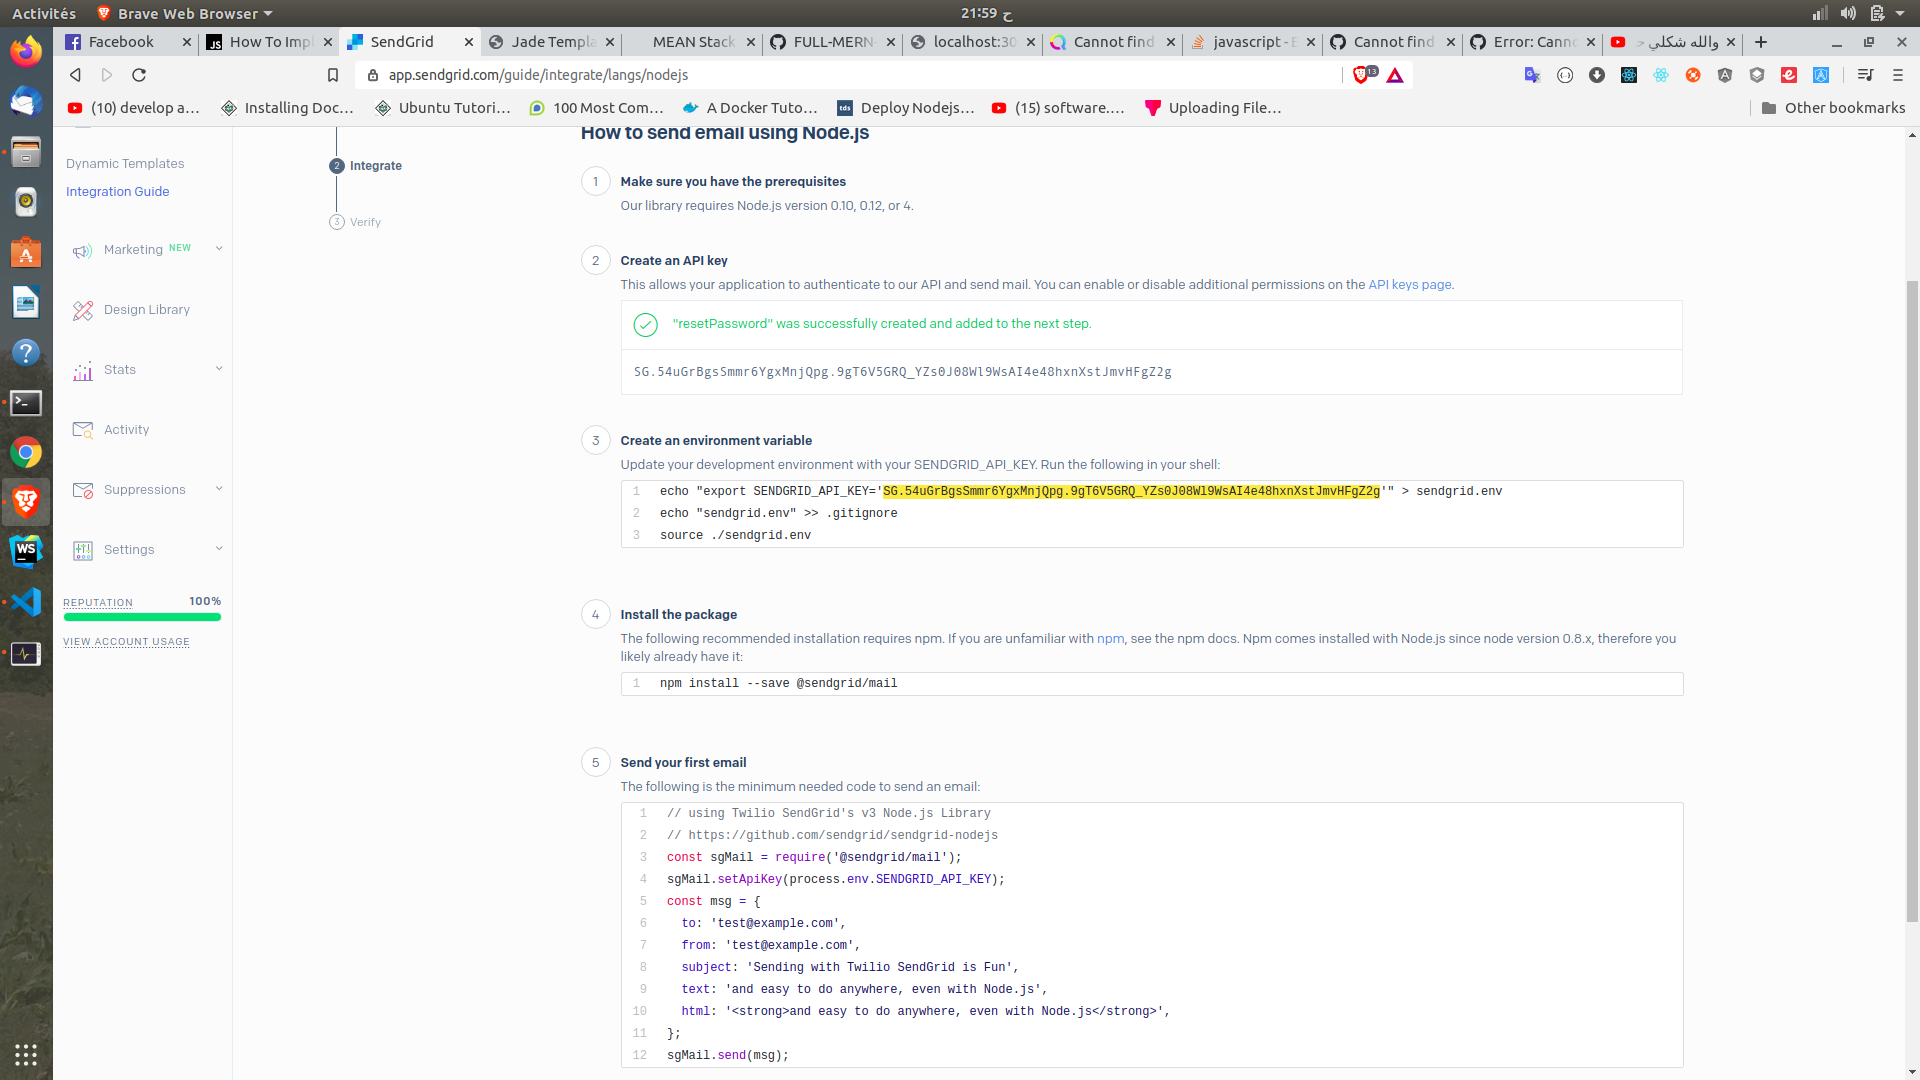 Activités
Brave Web Browser
21:59 ح
Facebook
How To Impl
SendGrid
Jade Templa
MEAN Stack
FULL-MERN-
localhost:30
Cannot find
javascript - E
Cannot find
Error: Canno
والله شكلي
app.sendgrid.com/guide/integrate/langs/nodejs
13
(10) develop a…
Installing Doc…
Ubuntu Tutori…
100 Most Com…
A Docker Tuto…
tds
Deploy Nodejs…
(15) software.…
Uploading File…
Other bookmarks
Dynamic Templates
Integration Guide
Marketing NEW
Design Library
Stats
Activity
Suppressions
Settings
REPUTATION 100%
VIEW ACCOUNT USAGE
2 Integrate
3 Verify
How to send email using Node.js
1 Make sure you have the prerequisites
Our library requires Node.js version 0.10, 0.12, or 4.
2 Create an API key
This allows your application to authenticate to our API and send mail. You can enable or disable additional permissions on the API keys page.
"resetPassword" was successfully created and added to the next step.
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
3 Create an environment variable
Update your development environment with your SENDGRID_API_KEY. Run the following in your shell:
1 echo "export SENDGRID_API_KEY='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'" > sendgrid.env
2 echo "sendgrid.env" >> .gitignore
3 source ./sendgrid.env
4 Install the package
The following recommended installation requires npm. If you are unfamiliar with npm, see the npm docs. Npm comes installed with Node.js since node version 0.8.x, therefore you
likely already have it:
1 npm install --save @sendgrid/mail
5 Send your first email
The following is the minimum needed code to send an email:
1 // using Twilio SendGrid's v3 Node.js Library
2 // https://github.com/sendgrid/sendgrid-nodejs
3 const sgMail = require('@sendgrid/mail');
4 sgMail.setApiKey(process.env.SENDGRID_API_KEY);
5 const msg = {
6 to: 'test@example.com',
7 from: 'test@example.com',
8 subject: 'Sending with Twilio SendGrid is Fun',
9 text: 'and easy to do anywhere, even with Node.js',
10 html: '<strong>and easy to do anywhere, even with Node.js</strong>',
11 };
12 sgMail.send(msg);